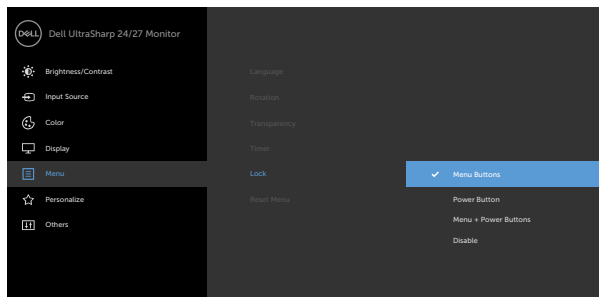 DELL
Dell UltraSharp 24/27 Monitor
Brightness/Contrast
Input Source
Color
Display
Menu
Personalize
Others
Language
Rotation
Transparency
Timer
Lock
Reset Menu
Menu Buttons
Power Button
Menu + Power Buttons
Disable